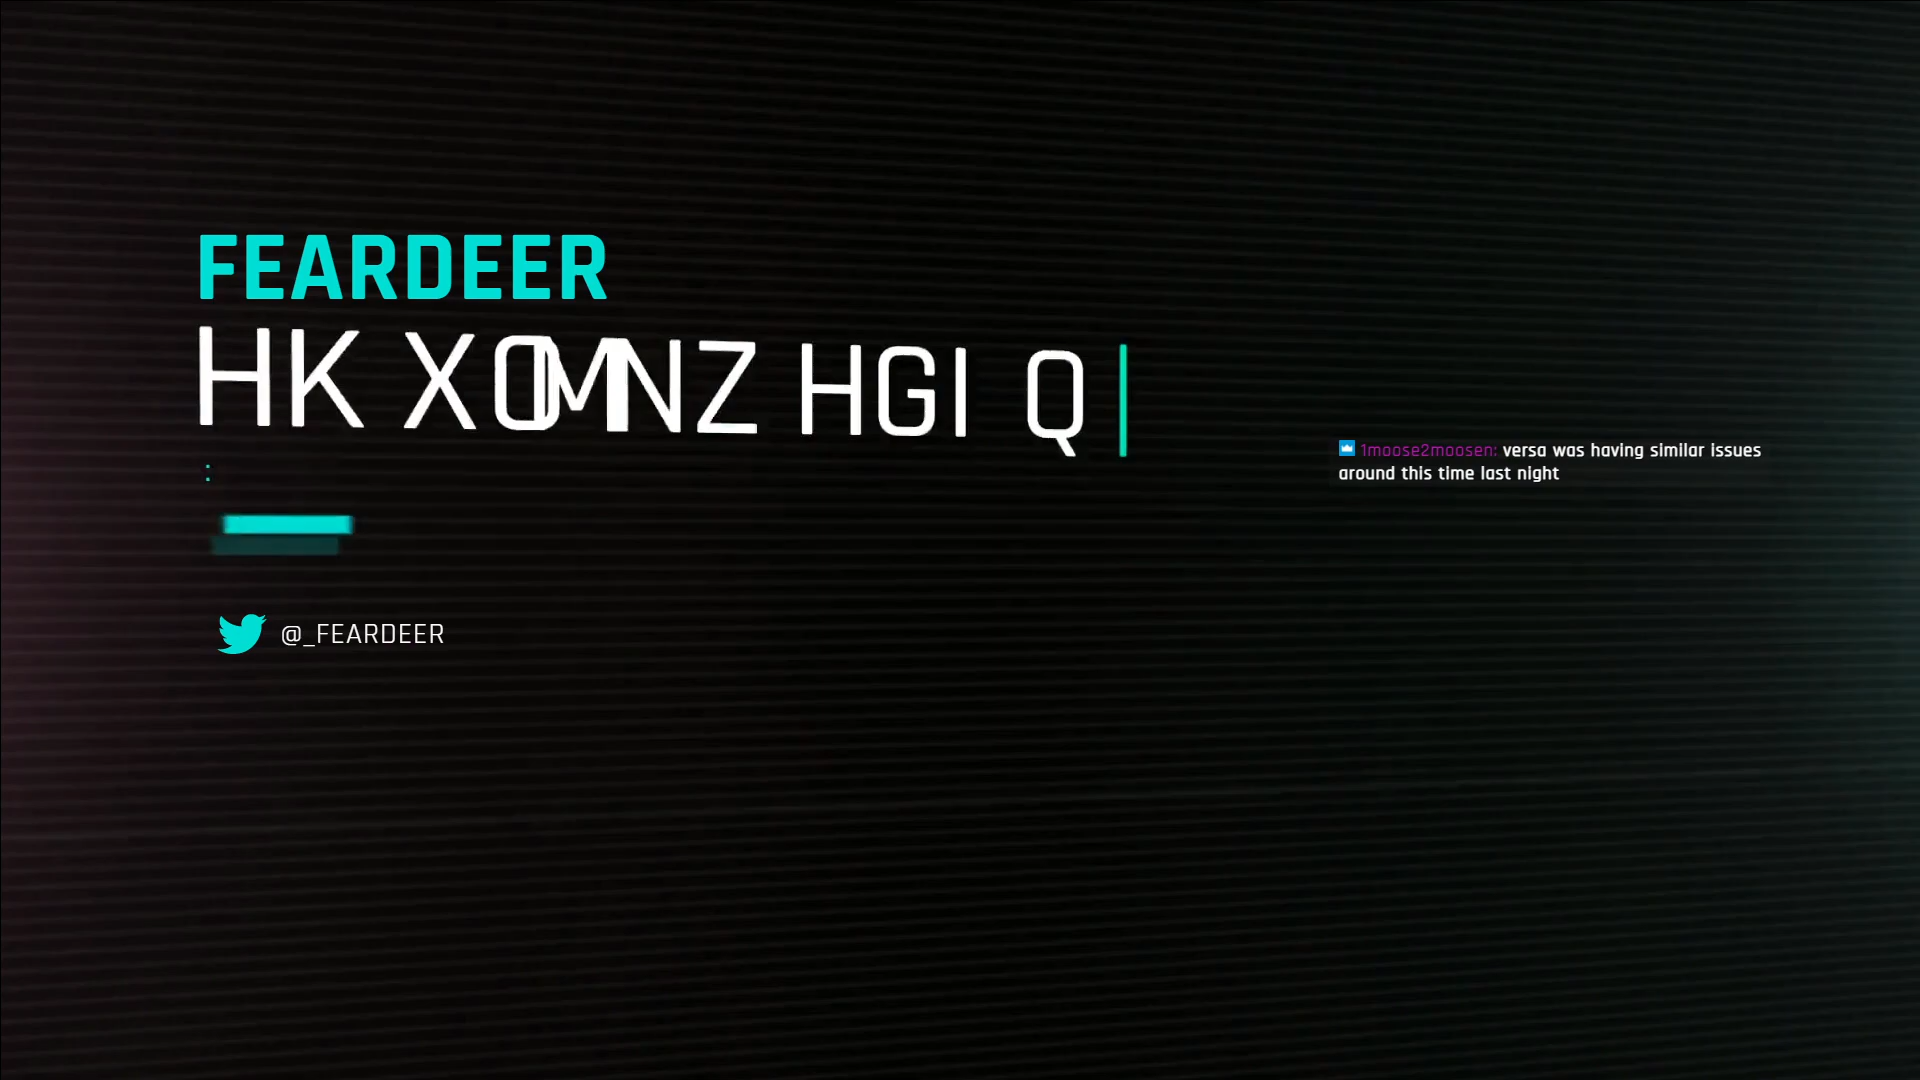 FEARDEER
HK XOMNZ HGI Q
:
@_FEARDEER
1moose2moosen: versa was having similar issues
around this time last night